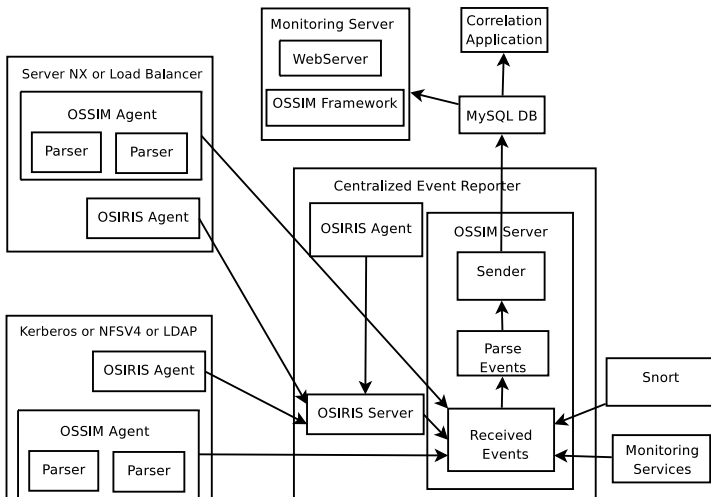 Monitoring Server
WebServer
OSSIM Framework
Correlation
Application
MySQL DB
Server NX or Load Balancer
OSSIM Agent
Parser
Parser
OSIRIS Agent
Centralized Event Reporter
OSIRIS Agent
OSSIM Server
Sender
Parse
Events
Received
Events
OSIRIS Server
Kerberos or NFSV4 or LDAP
OSIRIS Agent
OSSIM Agent
Parser
Parser
Snort
Monitoring
Services